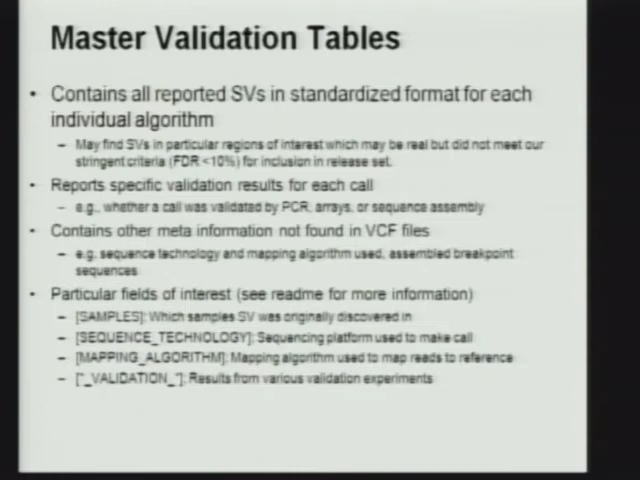 Master Validation Tables
• Contains all reported SVs in standardized format for each
individual algorithm
– May find SVs in particular regions of interest which may be real but did not meet our
stringent criteria (FDR <10%) for inclusion in release set.
• Reports specific validation results for each call
– e.g., whether a call was validated by PCR, arrays, or sequence assembly
• Contains other meta information not found in VCF files
– e.g. sequence technology and mapping algorithm used, assembled breakpoint
sequences
• Particular fields of interest (see readme for more information)
– [SAMPLES]: Which samples SV was originally discovered in
– [SEQUENCE_TECHNOLOGY]: Sequencing platform used to make call
– [MAPPING_ALGORITHM]: Mapping algorithm used to map reads to reference
– [*_VALIDATION_*]: Results from various validation experiments